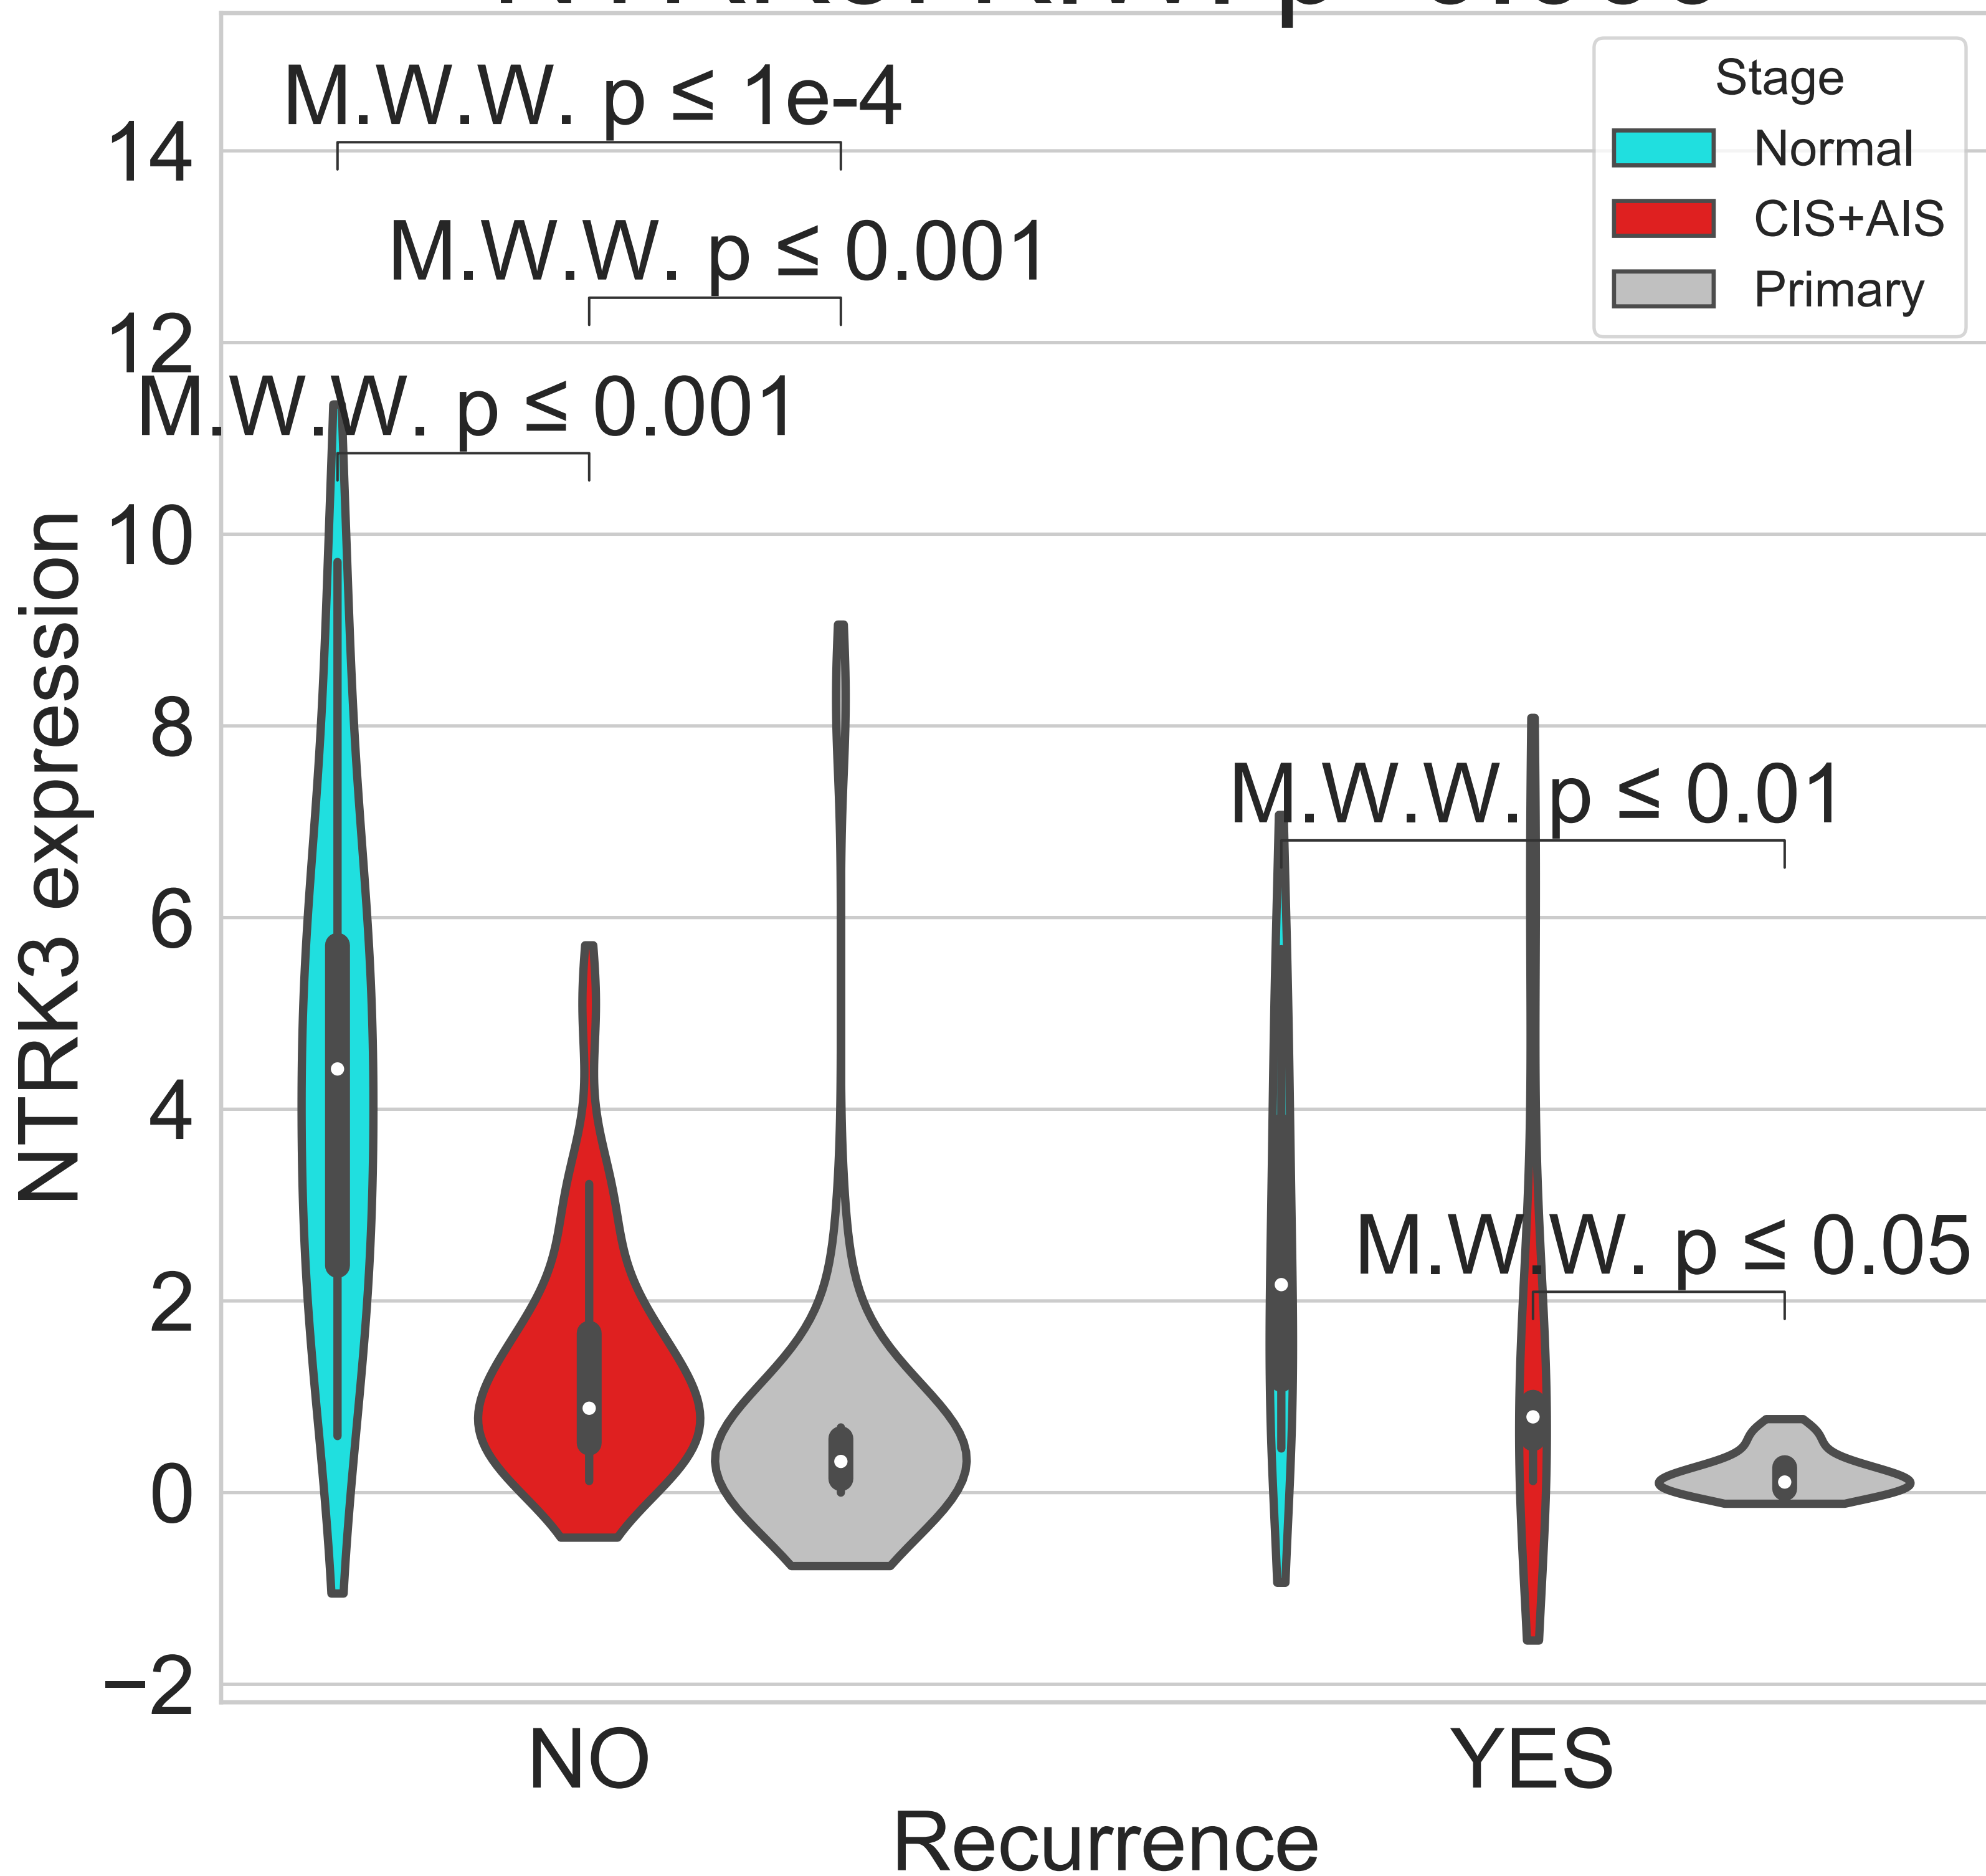 M.W.W. p ≤ 1e-4
M.W.W. p ≤ 0.001
M.W.W. p ≤ 0.001
M.W.W. p ≤ 0.01
M.W.W. p ≤ 0.05
Stage
Normal
CIS+AIS
Primary
14
12
10
8
6
4
2
0
−2
NTRK3 expression
NO
YES
Recurrence